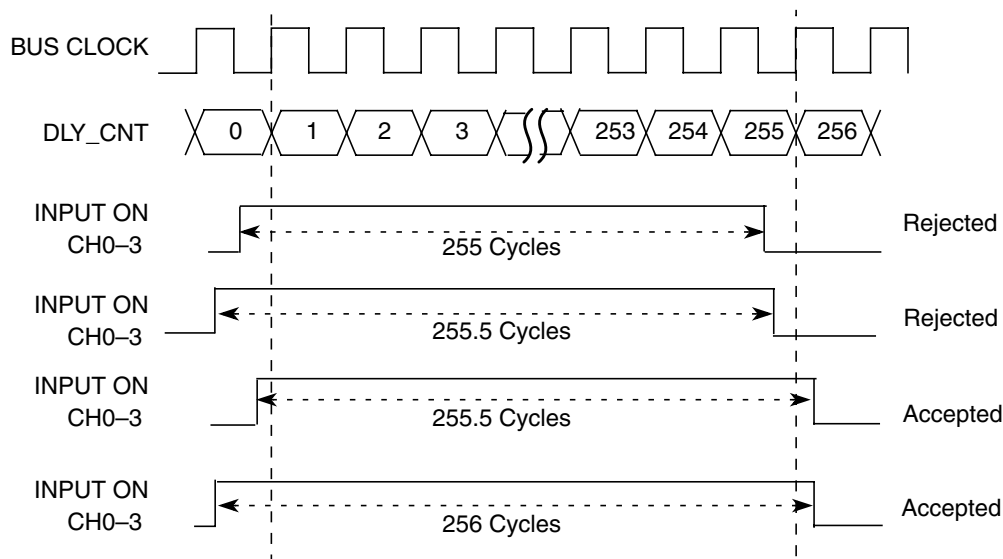 BUS CLOCK
DLY_CNT
0 1 2 3 253 254 255 256
INPUT ON
CH0–3
255 Cycles
Rejected
INPUT ON
CH0–3
255.5 Cycles
Rejected
INPUT ON
CH0–3
255.5 Cycles
Accepted
INPUT ON
CH0–3
256 Cycles
Accepted